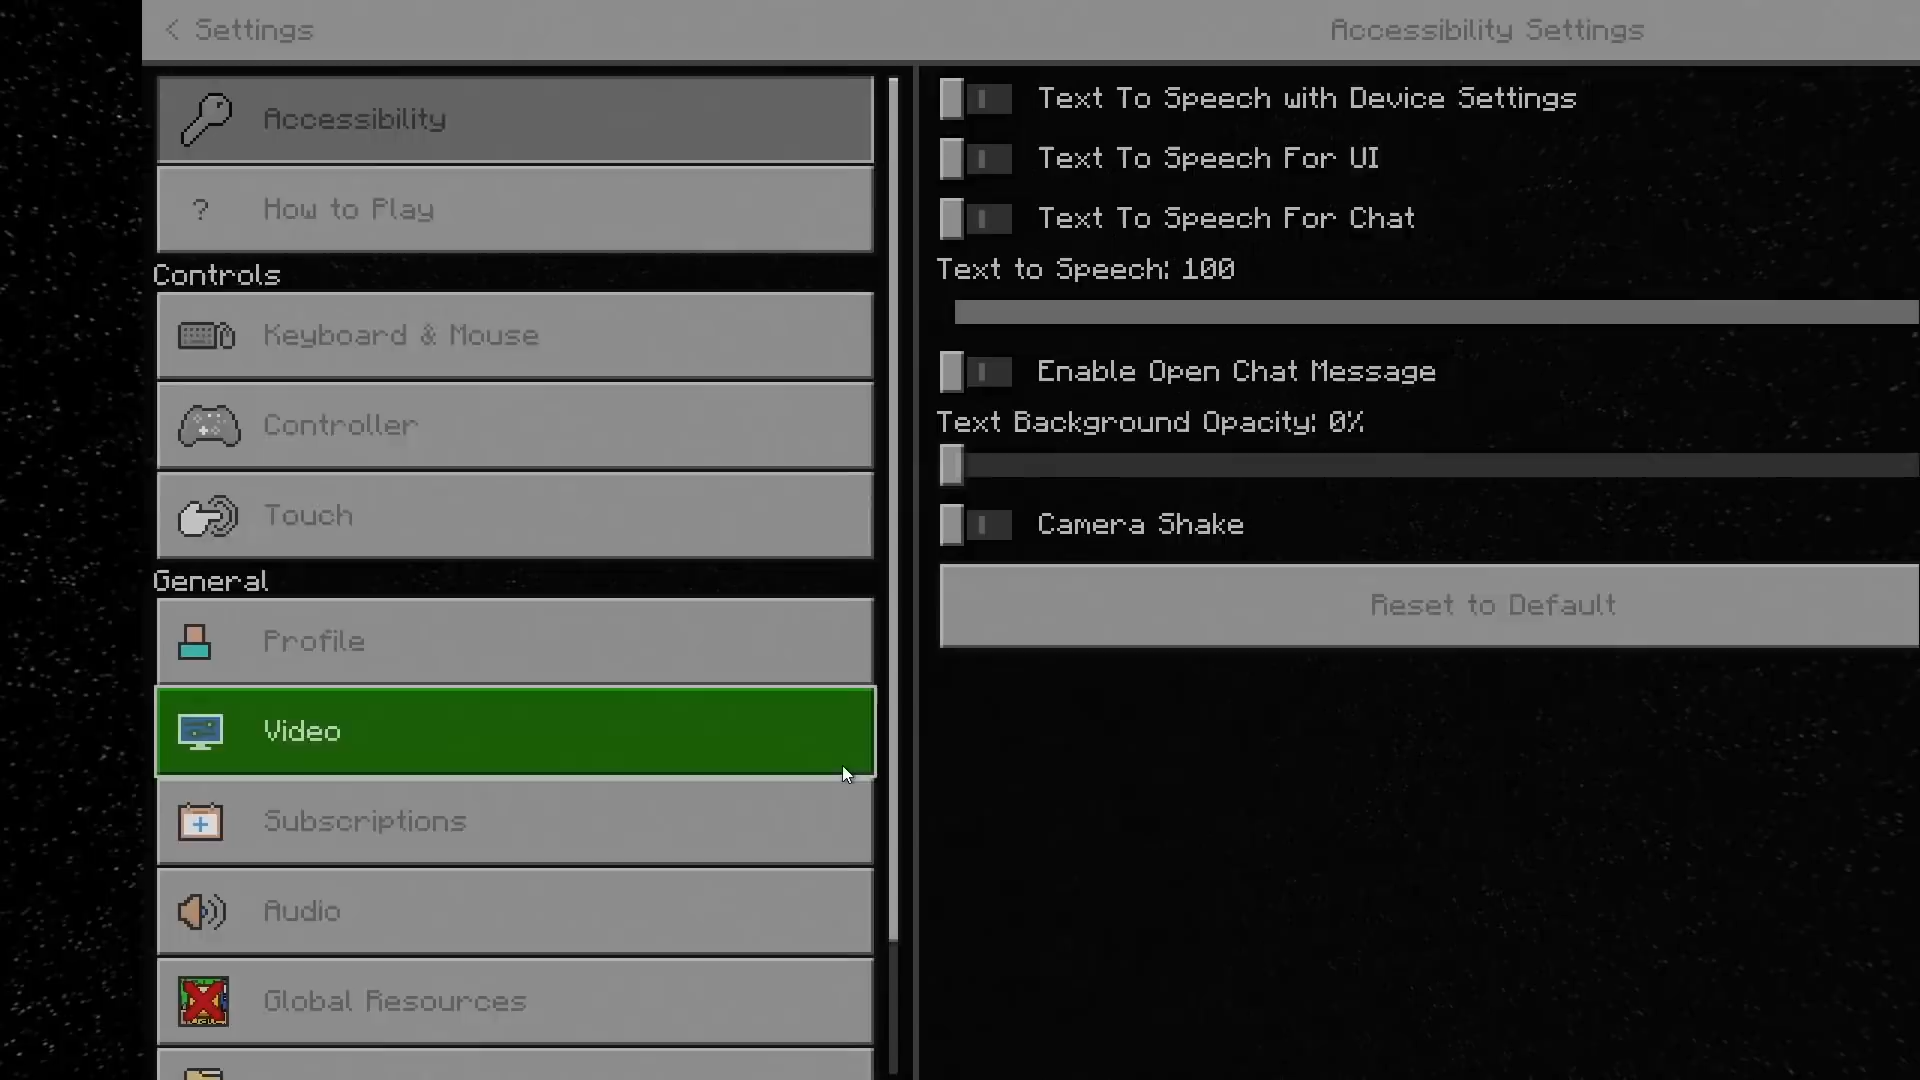 < Settings
Accessibility Settings
Accessibility
? How to Play
Controls
Keyboard & Mouse
Controller
Touch
General
Profile
Video
Subscriptions
Audio
Global Resources
Text To Speech with Device Settings
Text To Speech For UI
Text To Speech For Chat
Text to Speech: 100
Enable Open Chat Message
Text Background Opacity: 0%
Camera Shake
Reset to Default